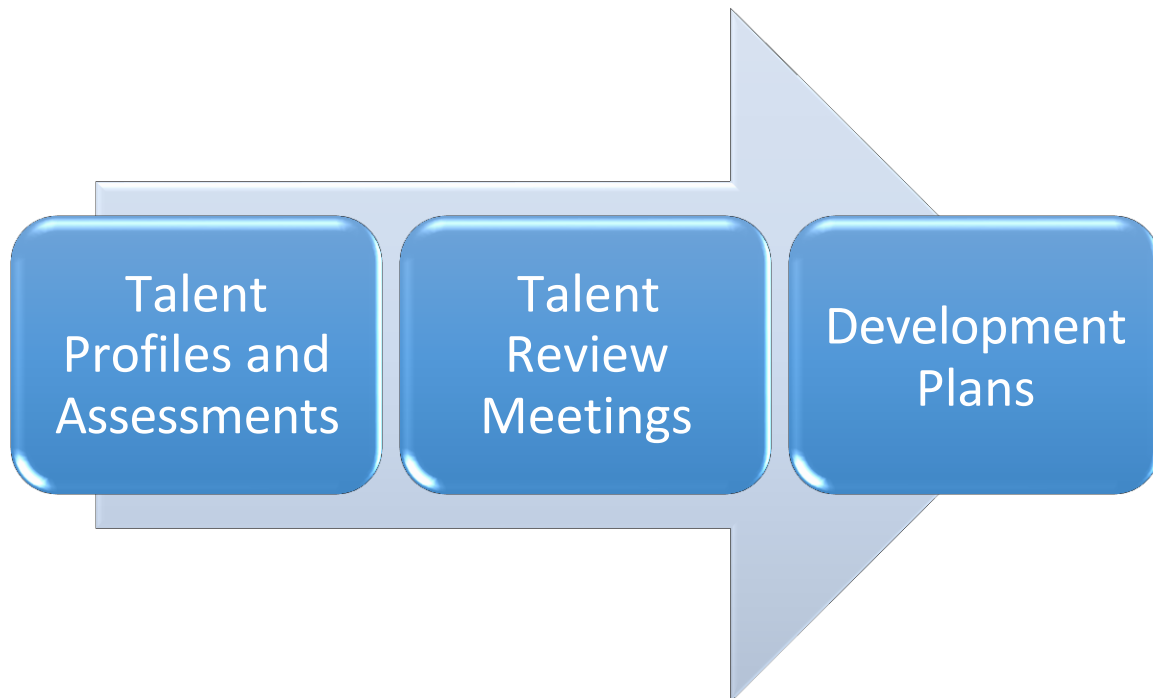 Talent
Profiles and
Assessments
Talent
Review
Meetings
Development
Plans